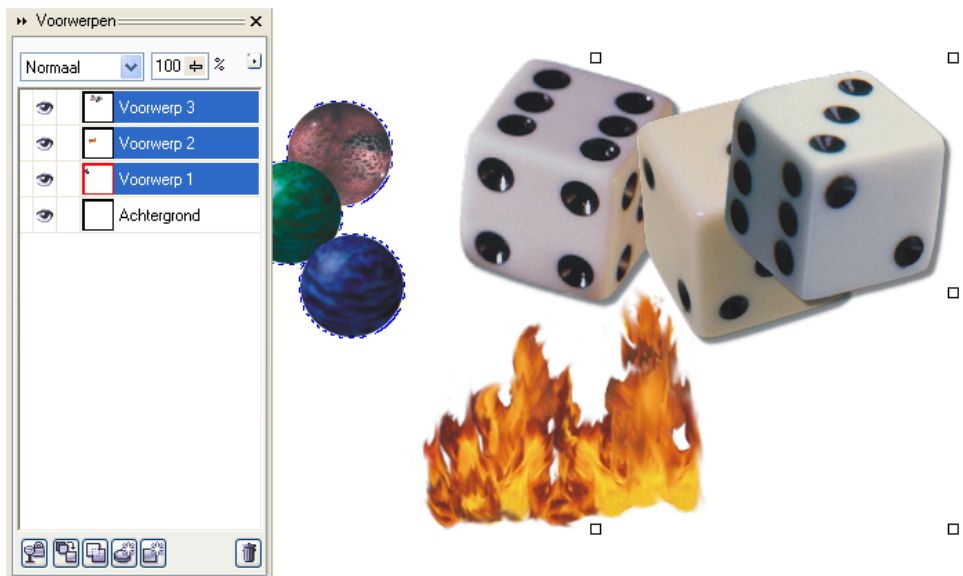 Voorwerpen
Normaal 100 %
Voorwerp 3
Voorwerp 2
Voorwerp 1
Achtergrond